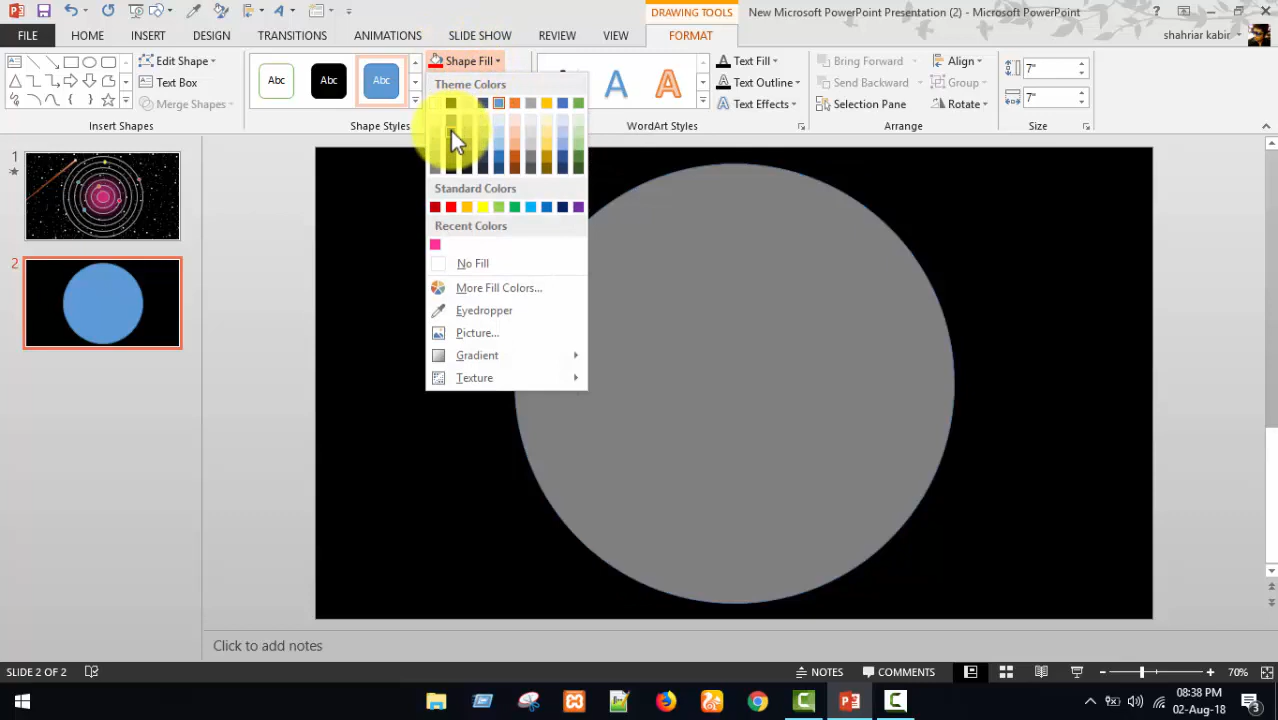 DRAWING TOOLS
New Microsoft PowerPoint Presentation (2) - Microsoft PowerPoint
FILE HOME INSERT DESIGN TRANSITIONS ANIMATIONS SLIDE SHOW REVIEW VIEW FORMAT shahriar kabir
Edit Shape
Text Box
Merge Shapes
Insert Shapes
Abc Abc Abc
Shape Styles
Shape Fill
Theme Colors
Standard Colors
Recent Colors
No Fill
More Fill Colors...
Eyedropper
Picture...
Gradient
Texture
A A
Text Fill
Text Outline
Text Effects
WordArt Styles
Bring Forward
Send Backward
Selection Pane
Align
Group
Rotate
Arrange
7"
7"
Size
1
2
Click to add notes
SLIDE 2 OF 2 NOTES COMMENTS 70%
08:38 PM
02-Aug-18
3